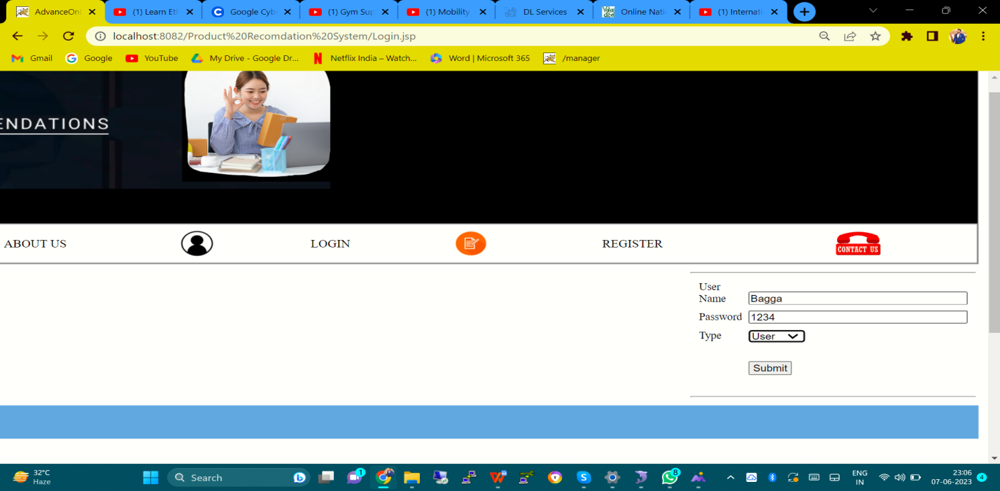 AdvanceOnl
(1) Learn Et
Google Cyb
(1) Gym Sup
(1) Mobility
DL Services
Online Nati
(1) Internati
localhost:8082/Product%20Recomdation%20System/Login.jsp
Gmail
Google
YouTube
My Drive - Google Dr...
Netflix India – Watch...
Word | Microsoft 365
/manager
ENDATIONS
ABOUT US
LOGIN
REGISTER
CONTACT US
User
Name
Bagga
Password
1234
Type
User
Submit
32°C
Haze
Search
1
8
ENG
IN
23:06
07-06-2023
4